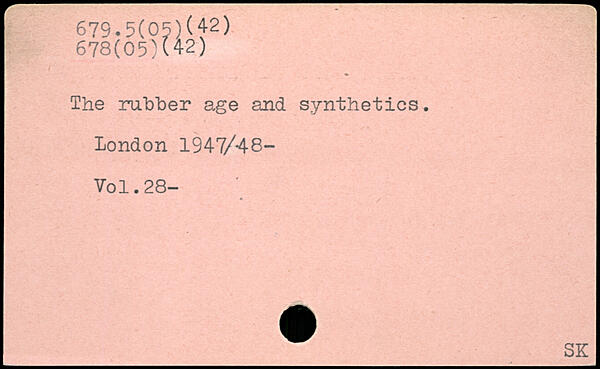 679.5(05)(42)
678(05)(42)
The rubber age and synthetics.
London 1947/48-
Vol.28-
SK